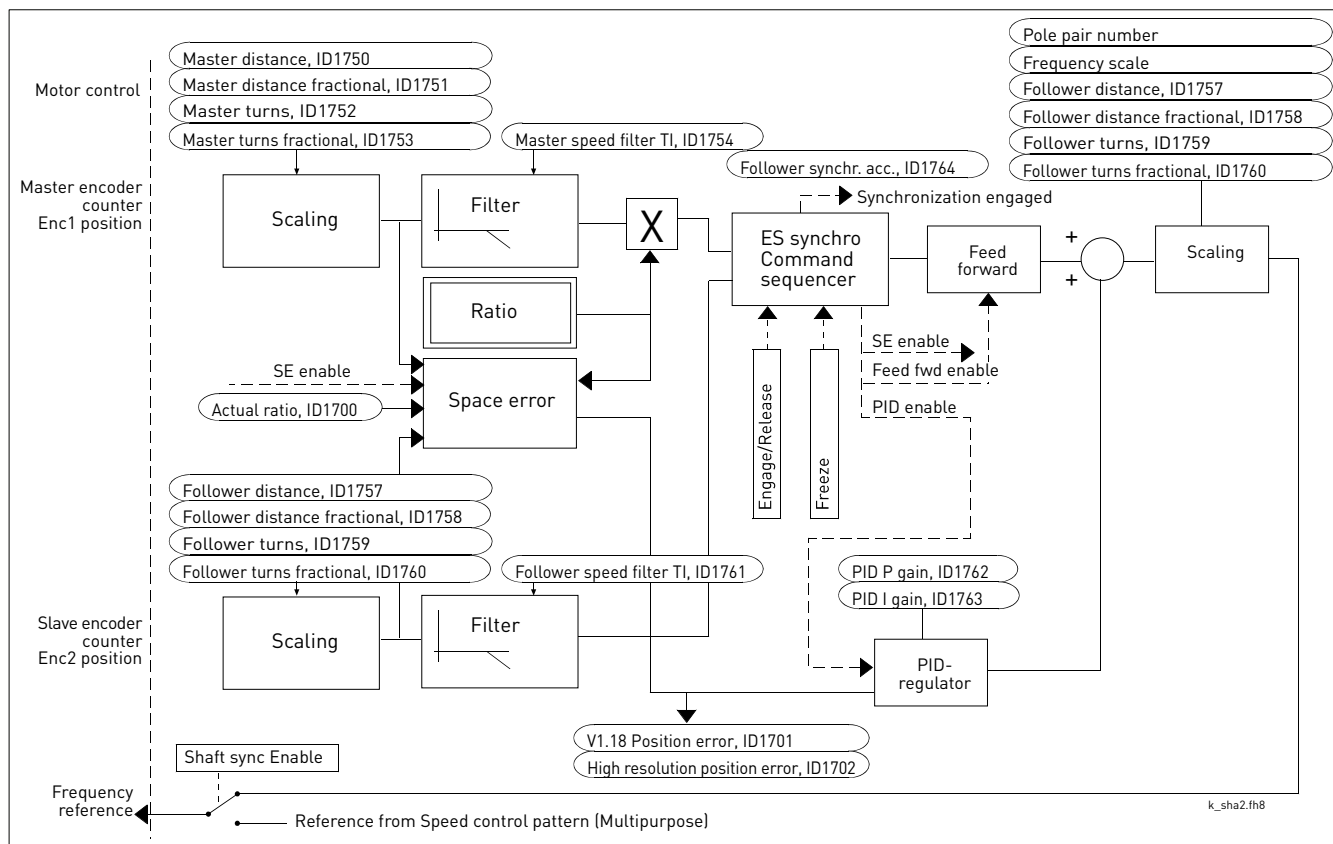 Master distance, ID1750
Master distance fractional, ID1751
Master turns, ID1752
Master turns fractional, ID1753
Motor control
Master speed filter TI, ID1754
Follower synchr. acc., ID1764
Synchronization engaged
Pole pair number
Frequency scale
Follower distance, ID1757
Follower distance fractional, ID1758
Follower turns, ID1759
Follower turns fractional, ID1760
Master encoder
counter
Enc1 position
Scaling
Filter
X
ES synchro
Command
sequencer
Feed
forward
+
+
Scaling
Ratio
SE enable
Actual ratio, ID1700
Space error
Engage/Release
Freeze
SE enable
Feed fwd enable
PID enable
Follower distance, ID1757
Follower distance fractional, ID1758
Follower turns, ID1759
Follower turns fractional, ID1760
Follower speed filter TI, ID1761
PID P gain, ID1762
PID I gain, ID1763
Slave encoder
counter
Enc2 position
Scaling
Filter
PID-
regulator
V1.18 Position error, ID1701
High resolution position error, ID1702
Shaft sync Enable
Frequency
reference
Reference from Speed control pattern (Multipurpose)
k_sha2.fh8